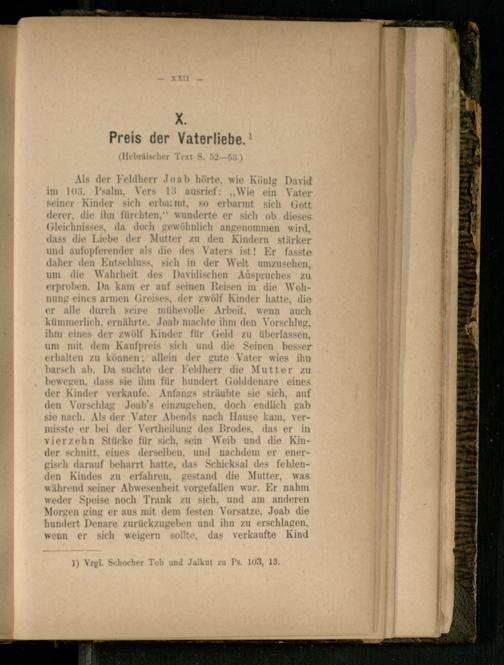 — XXII —
X.
Preis der Vaterliebe.¹
(Hebräischer Text S. 52—53.)
Als der Feldherr Joab hörte, wie König David
im 103. Psalm, Vers 13 ausrief: „Wie ein Vater
seiner Kinder sich erbarmt, so erbarmt sich Gott
derer, die ihn fürchten,“ wunderte er sich ob dieses
Gleichnisses, da doch gewöhnlich angenommen wird,
dass die Liebe der Mutter zu den Kindern stärker
und aufopferender als die des Vaters ist! Er fasste
daher den Entschluss, sich in der Welt umzusehen,
um die Wahrheit des Davidischen Auspruches zu
erproben. Da kam er auf seinen Reisen in die Woh-
nung eines armen Greises, der zwölf Kinder hatte, die
er alle durch seine mühevolle Arbeit, wenn auch
kümmerlich, ernährte. Joab machte ihm den Vorschlag,
ihm eines der zwölf Kinder für Geld zu überlassen,
um mit dem Kaufpreis sich und die Seinen besser
erhalten zu können; allein der gute Vater wies ihn
barsch ab. Da suchte der Feldherr die Mutter zu
bewegen, dass sie ihm für hundert Golddenare eines
der Kinder verkaufe. Anfangs sträubte sie sich, auf
den Vorschlag Joab's einzugehen, doch endlich gab
sie nach. Als der Vater Abends nach Hause kam, ver-
misste er bei der Vertheilung des Brodes, das er in
vierzehn Stücke für sich, sein Weib und die Kin-
der schnitt, eines derselben, und nachdem er ener-
gisch darauf beharrt hatte, das Schicksal des fehlen-
den Kindes zu erfahren, gestand die Mutter, was
während seiner Abwesenheit vorgefallen war. Er nahm
weder Speise noch Trank zu sich, und am anderen
Morgen ging er aus mit dem festen Vorsatze, Joab die
hundert Denare zurückzugeben und ihn zu erschlagen,
wenn er sich weigern sollte, das verkaufte Kind
1) Vrgl. Schocher Tob und Jalkut zu Ps. 103, 13.